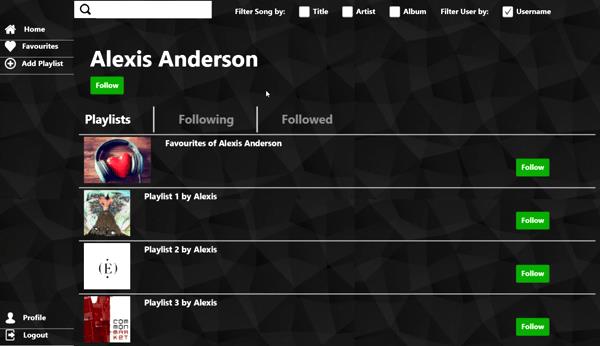 Filter Song by: Title Artist Album Filter User by: Username
Home
Favourites
Add Playlist
Alexis Anderson
Follow
Playlists Following Followed
Favourites of Alexis Anderson
Follow
Playlist 1 by Alexis
Follow
Playlist 2 by Alexis
(É)
Follow
Playlist 3 by Alexis
COM
MON
MAR
KET
Follow
Profile
Logout